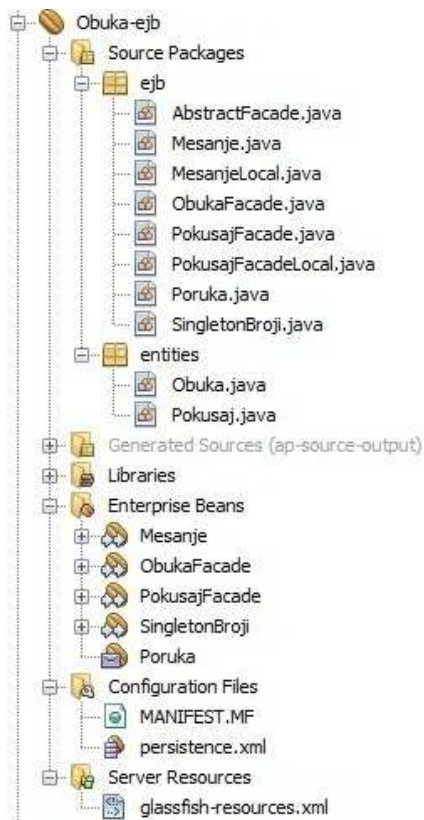 Obuka-ejb
Source Packages
ejb
AbstractFacade.java
Mesanje.java
MesanjeLocal.java
ObukaFacade.java
PokusajFacade.java
PokusajFacadeLocal.java
Poruka.java
SingletonBroji.java
entities
Obuka.java
Pokusaj.java
Generated Sources (ap-source-output)
Libraries
Enterprise Beans
Mesanje
ObukaFacade
PokusajFacade
SingletonBroji
Poruka
Configuration Files
MANIFEST.MF
persistence.xml
Server Resources
glassfish-resources.xml